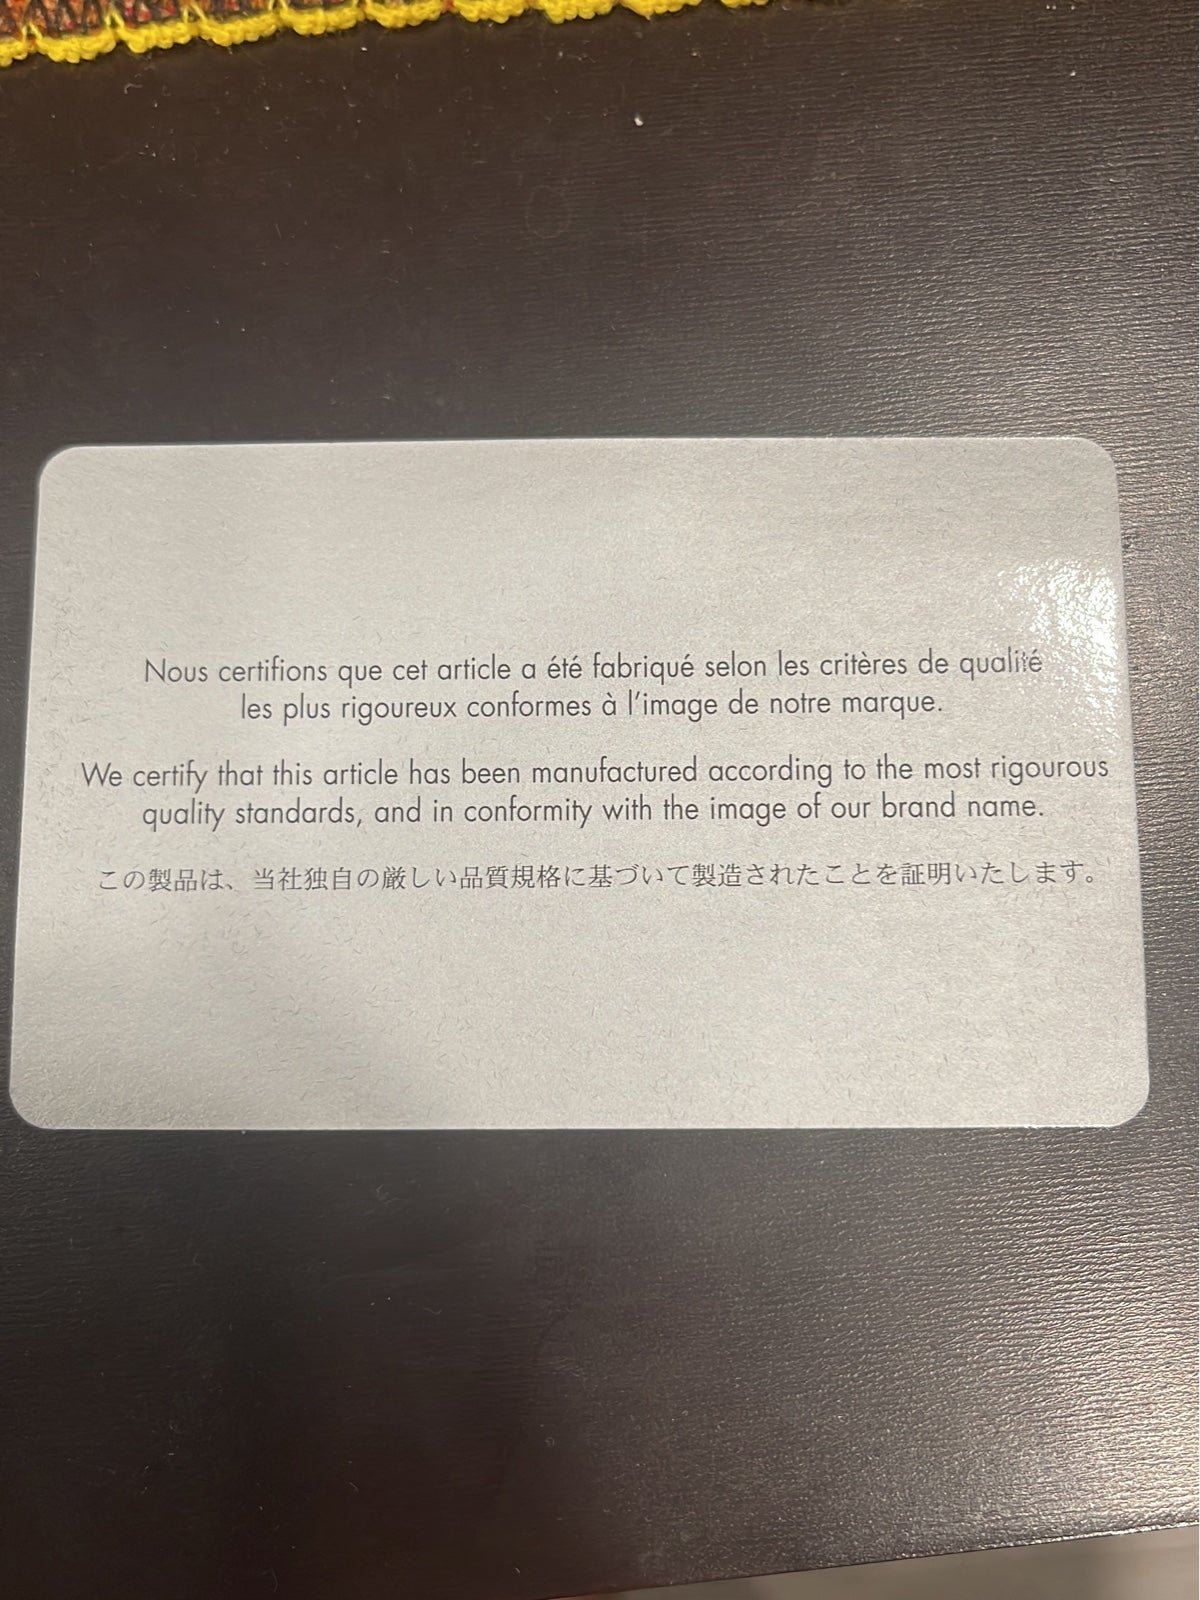 Nous certifions que cet article a été fabriqué selon les critères de qualité
les plus rigoureux conformes à l'image de notre marque.
We certify that this article has been manufactured according to the most rigourous
quality standards, and in conformity with the image of our brand name.
この製品は、当社独自の厳しい品質規格に基づいて製造されたことを証明いたします。